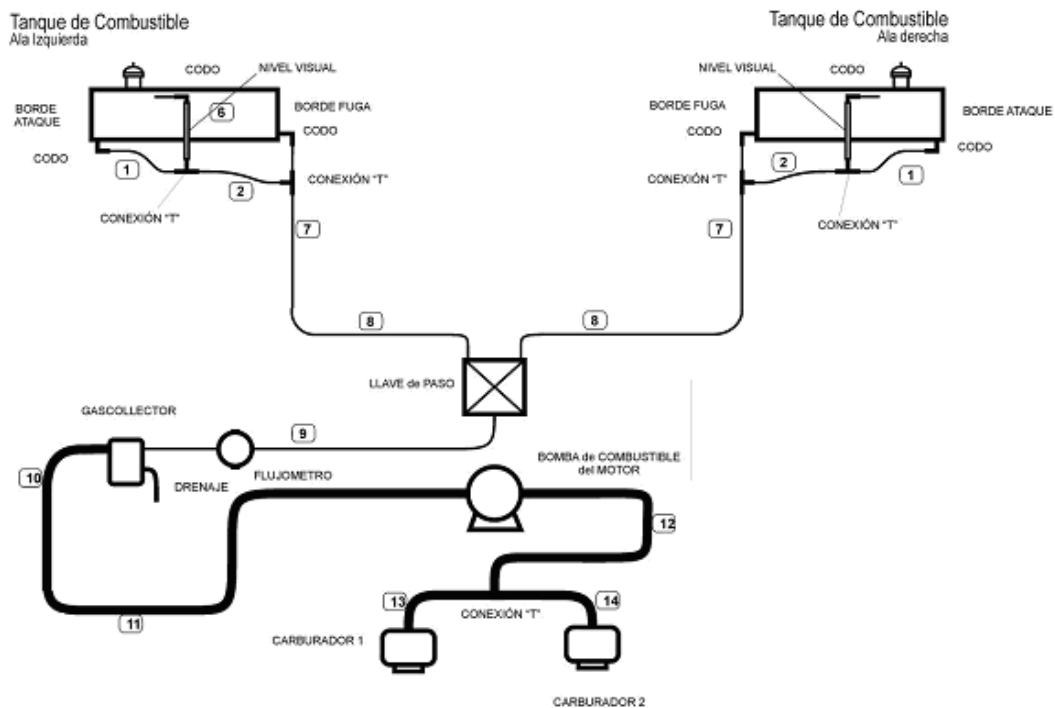 Tanque de Combustible
Ala Izquierda
Tanque de Combustible
Ala derecha
CODO
NIVEL VISUAL
NIVEL VISUAL
CODO
BORDE
ATAQUE
6
BORDE FUGA
CODO
BORDE FUGA
CODO
BORDE ATAQUE
CODO
1
2
CONEXIÓN "T"
CONEXIÓN "T"
CONEXIÓN "T"
2
1
CODO
CONEXIÓN "T"
7
7
8
8
LLAVE de PASO
GASCOLLECTOR
9
10
DRENAJE
FLUJOMETRO
BOMBA de COMBUSTIBLE
del MOTOR
12
11
13
CONEXIÓN "T"
14
CARBURADOR 1
CARBURADOR 2